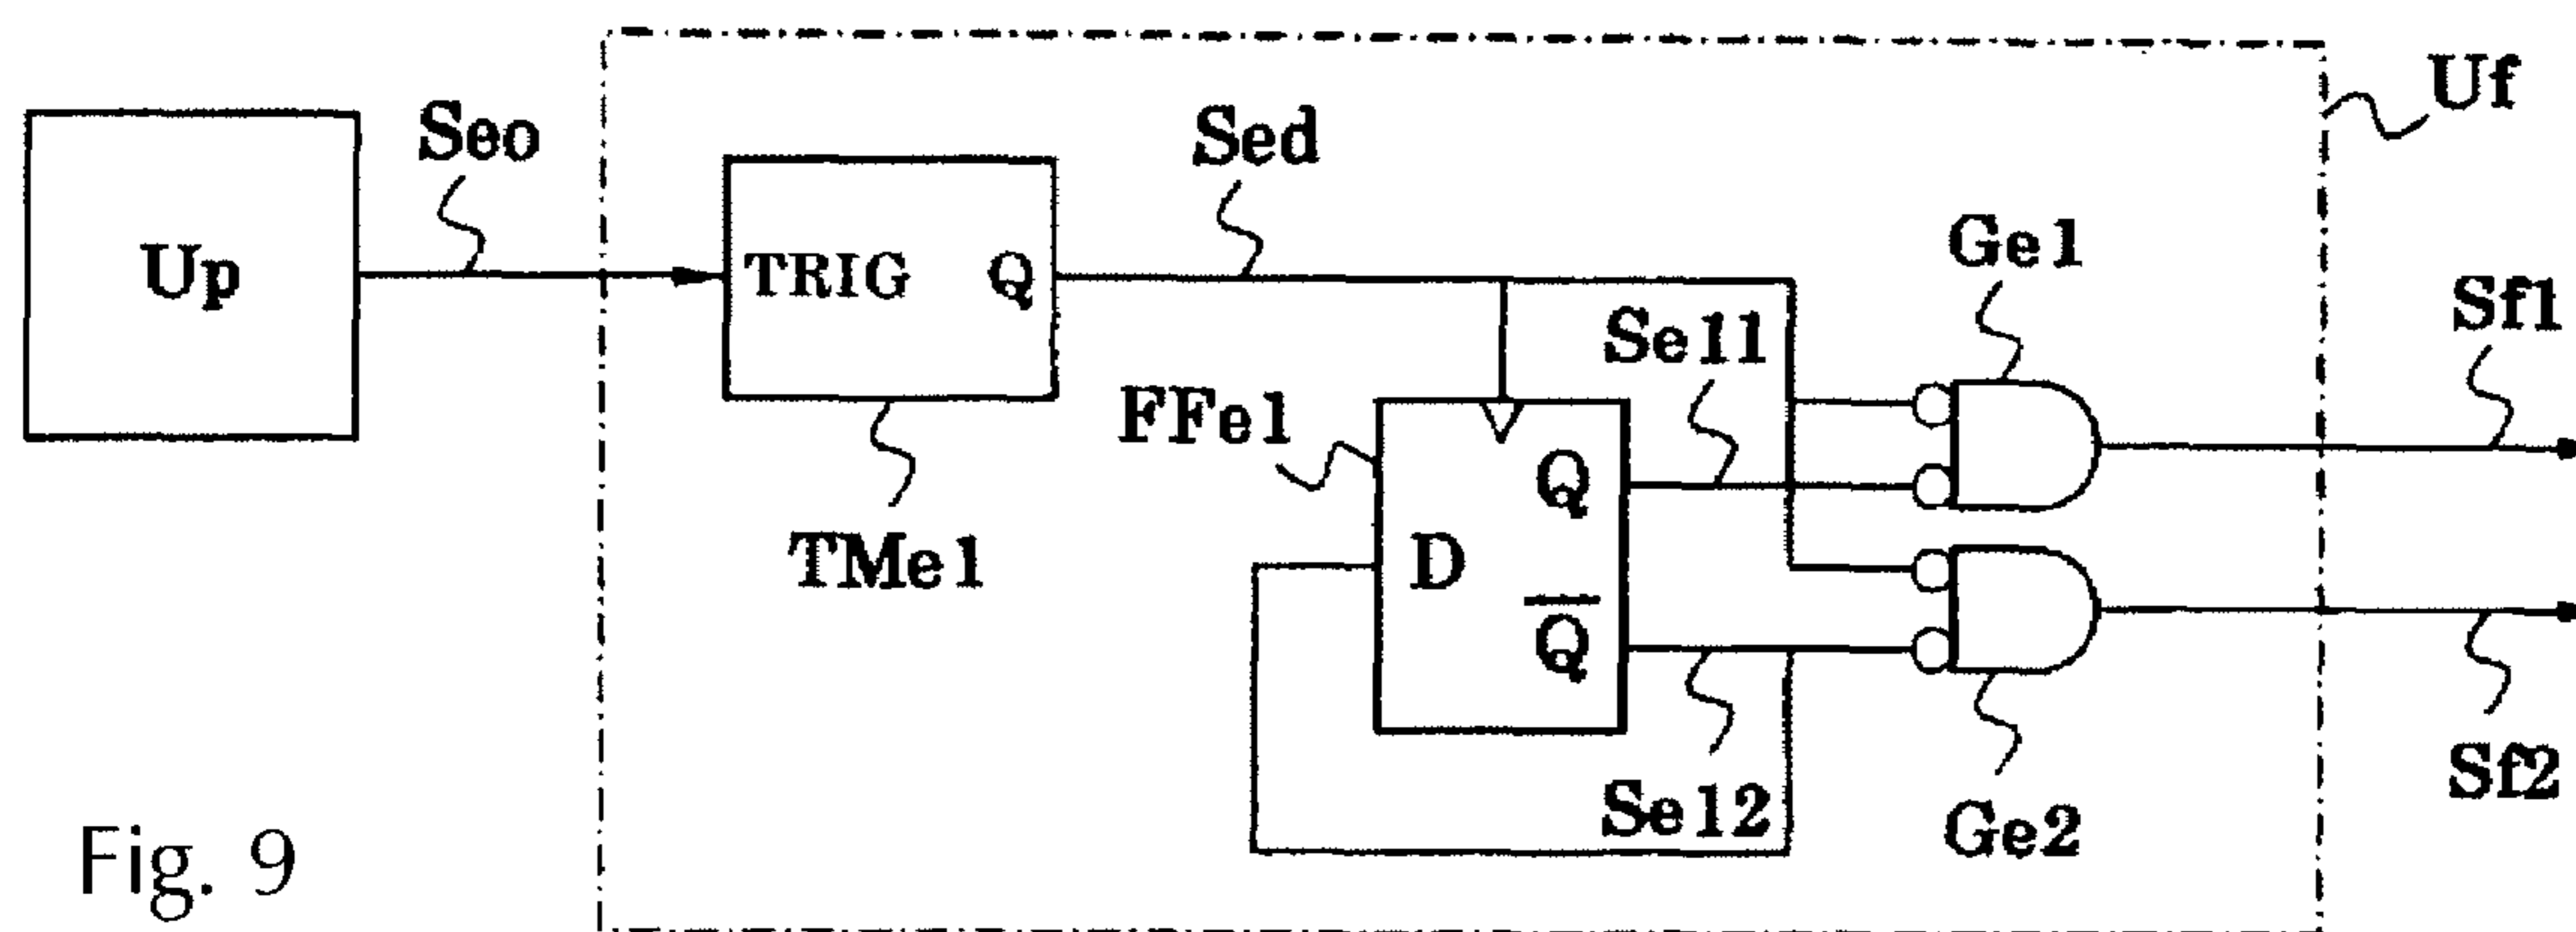 Uf
Seo
Sed
Up
TRIG
Q
Ge1
Sf1
Se11
FFe1
Q
D
Q
TMe1
Se12
Sf2
Ge2
Fig. 9